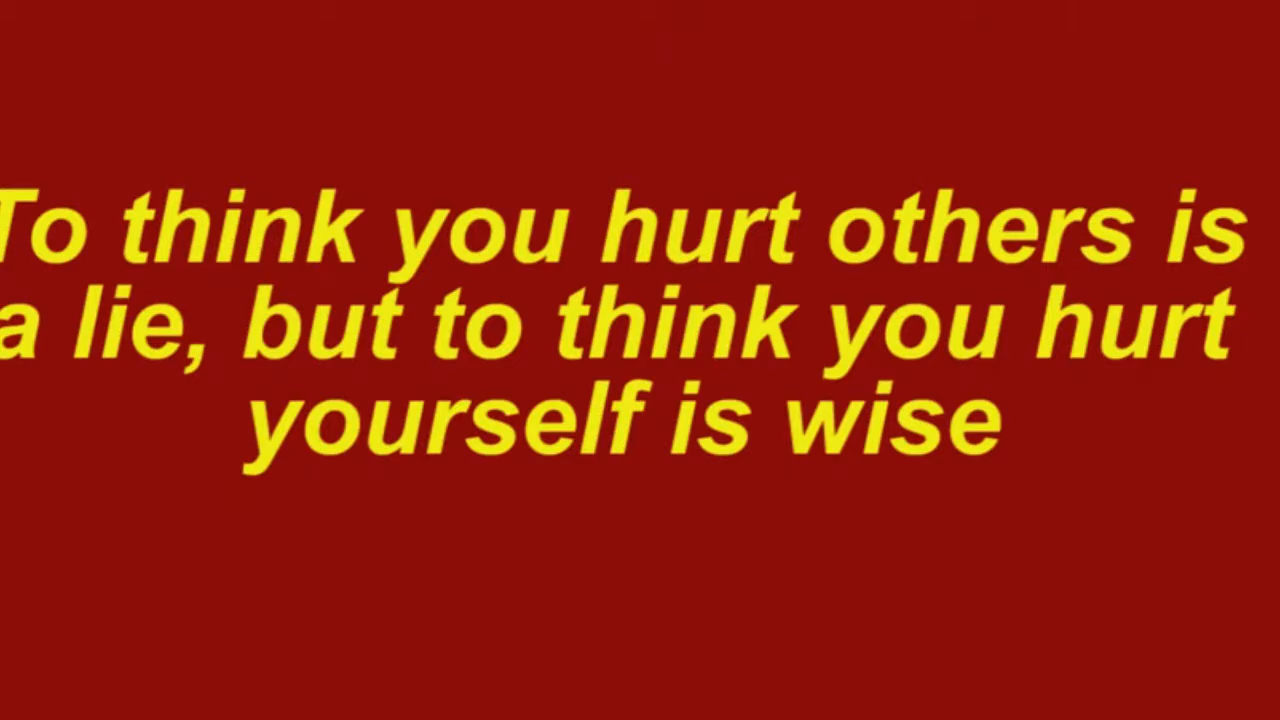 To think you hurt others is
a lie, but to think you hurt
yourself is wise